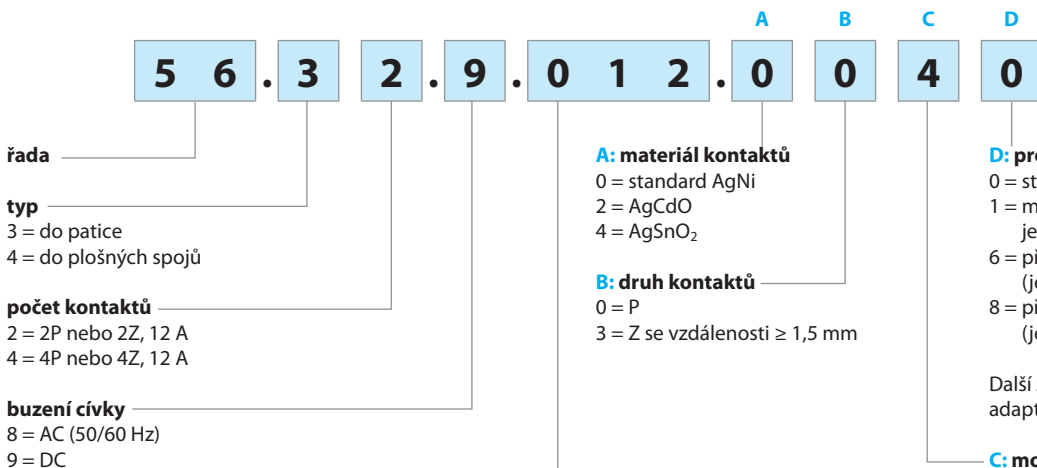 A B C D
5 6 . 3 2 . 9 . 0 1 2 . 0 0 4 0
řada
typ
3 = do patice
4 = do plošných spojů
počet kontaktů
2 = 2P nebo 2Z, 12 A
4 = 4P nebo 4Z, 12 A
buzení cívky
8 = AC (50/60 Hz)
9 = DC
A: materiál kontaktů
0 = standard AgNi
2 = AgCdO
4 = AgSnO₂
B: druh kontaktů
0 = P
3 = Z se vzdálenosti ≥ 1,5 mm
D:
0 =
1 =
6 =
8 =
Další
C: